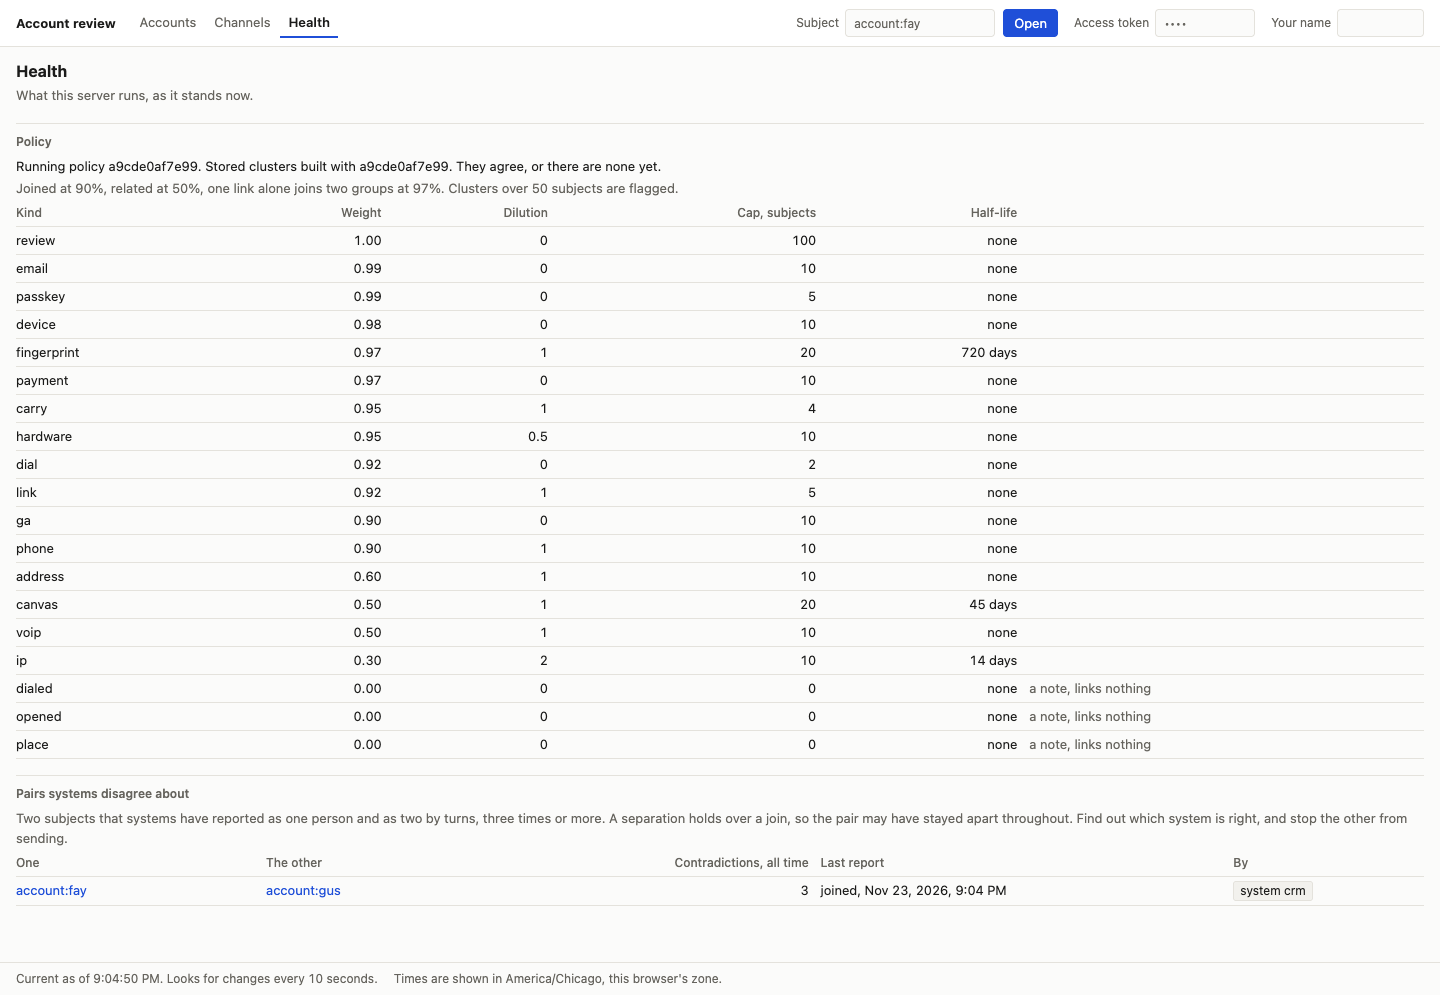 Account review Accounts Channels Health Subject account:fay Open Access token •••• Your name
Health
What this server runs, as it stands now.
Policy
Running policy a9cde0af7e99. Stored clusters built with a9cde0af7e99. They agree, or there are none yet.
Joined at 90%, related at 50%, one link alone joins two groups at 97%. Clusters over 50 subjects are flagged.
Kind Weight Dilution Cap, subjects Half-life
review 1.00 0 100 none
email 0.99 0 10 none
passkey 0.99 0 5 none
device 0.98 0 10 none
fingerprint 0.97 1 20 720 days
payment 0.97 0 10 none
carry 0.95 1 4 none
hardware 0.95 0.5 10 none
dial 0.92 0 2 none
link 0.92 1 5 none
ga 0.90 0 10 none
phone 0.90 1 10 none
address 0.60 1 10 none
canvas 0.50 1 20 45 days
voip 0.50 1 10 none
ip 0.30 2 10 14 days
dialed 0.00 0 0 none a note, links nothing
opened 0.00 0 0 none a note, links nothing
place 0.00 0 0 none a note, links nothing
Pairs systems disagree about
Two subjects that systems have reported as one person and as two by turns, three times or more. A separation holds over a join, so the pair may have stayed apart throughout. Find out which system is right, and stop the other from
sending.
One The other Contradictions, all time Last report By
account:fay account:gus 3 joined, Nov 23, 2026, 9:04 PM system crm
Current as of 9:04:50 PM. Looks for changes every 10 seconds. Times are shown in America/Chicago, this browser's zone.